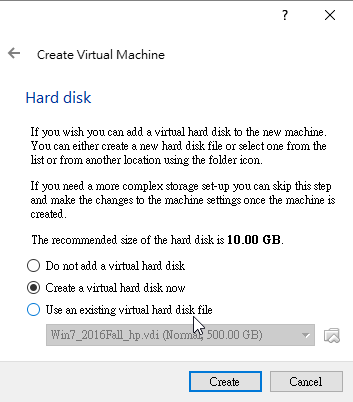 ?
Create Virtual Machine
Hard disk
If you wish you can add a virtual hard disk to the new machine.
You can either create a new hard disk file or select one from the
list or from another location using the folder icon.
If you need a more complex storage set-up you can skip this step
and make the changes to the machine settings once the machine is
created.
The recommended size of the hard disk is 10.00 GB.
Do not add a virtual hard disk
Create a virtual hard disk now
Use an existing virtual hard disk file
Win7_2016Fall_hp.vdi (Normal, 500.00 GB)
Create Cancel